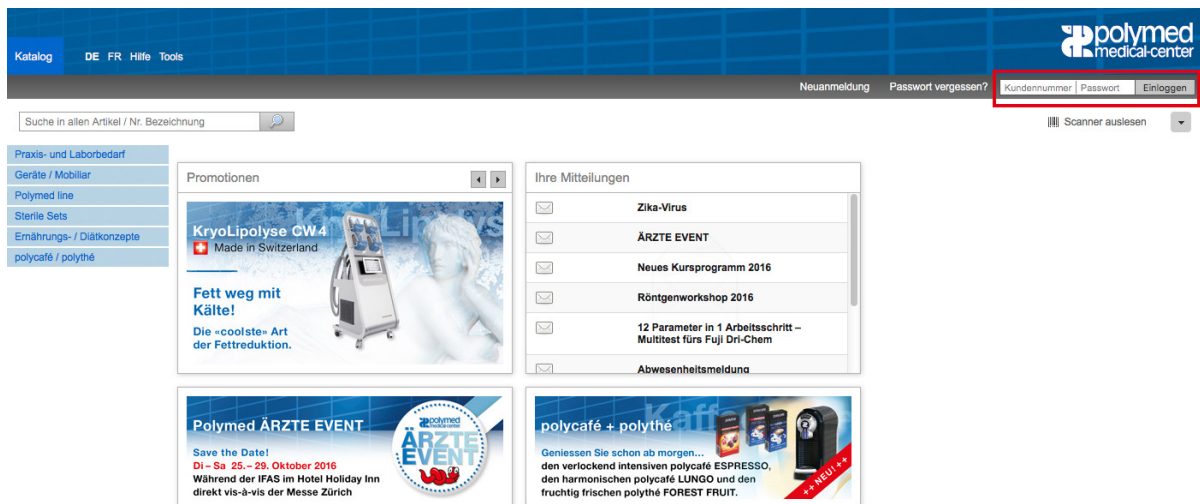 polymed
medical-center
Katalog DE FR Hilfe Tools
Neuanmeldung Passwort vergessen? Kundennummer Passwort Einloggen
Suche in allen Artikel / Nr. Bezeichnung
Scanner auslesen
Praxis- und Laborbedarf
Geräte / Mobiliar
Polymed line
Sterile Sets
Ernährungs- / Diätkonzepte
polycafé / polythé
Promotionen
KryoLipolyse CW4
Made in Switzerland
Fett weg mit
Kälte!
Die «coolste» Art
der Fettreduktion.
Ihre Mitteilungen
Zika-Virus
ÄRZTE EVENT
Neues Kursprogramm 2016
Röntgenworkshop 2016
12 Parameter in 1 Arbeitsschritt –
Multitest fürs Fuji Dri-Chem
Abwesenheitsmeldung
Polymed ÄRZTE EVENT
Save the Date!
Di – Sa 25. – 29. Oktober 2016
Während der IFAS im Hotel Holiday Inn
direkt vis-à-vis der Messe Zürich
polymed
medical-center
ÄRZTE
EVENT
polycafé + polythé
Geniessen Sie schon ab morgen...
den verlockend intensiven polycafé ESPRESSO,
den harmonischen polycafé LUNGO und den
fruchtig frischen polythé FOREST FRUIT.
++ NEU! ++